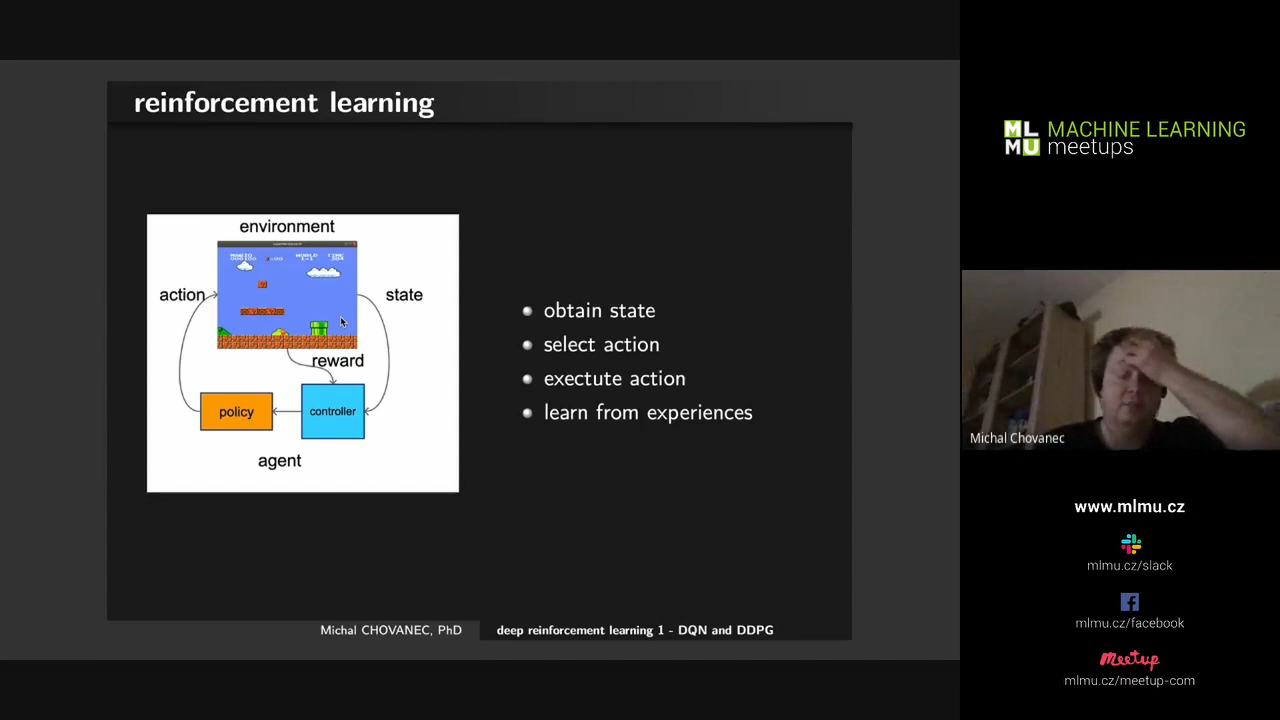 reinforcement learning
environment
action
state
reward
policy
controller
agent
obtain state
select action
exectute action
learn from experiences
Michal CHOVANEC, PhD
deep reinforcement learning 1 - DQN and DDPG
ML
MU
MACHINE LEARNING
meetups
Michal Chovanec
www.mlmu.cz
mlmu.cz/slack
mlmu.cz/facebook
Meetup
mlmu.cz/meetup-com